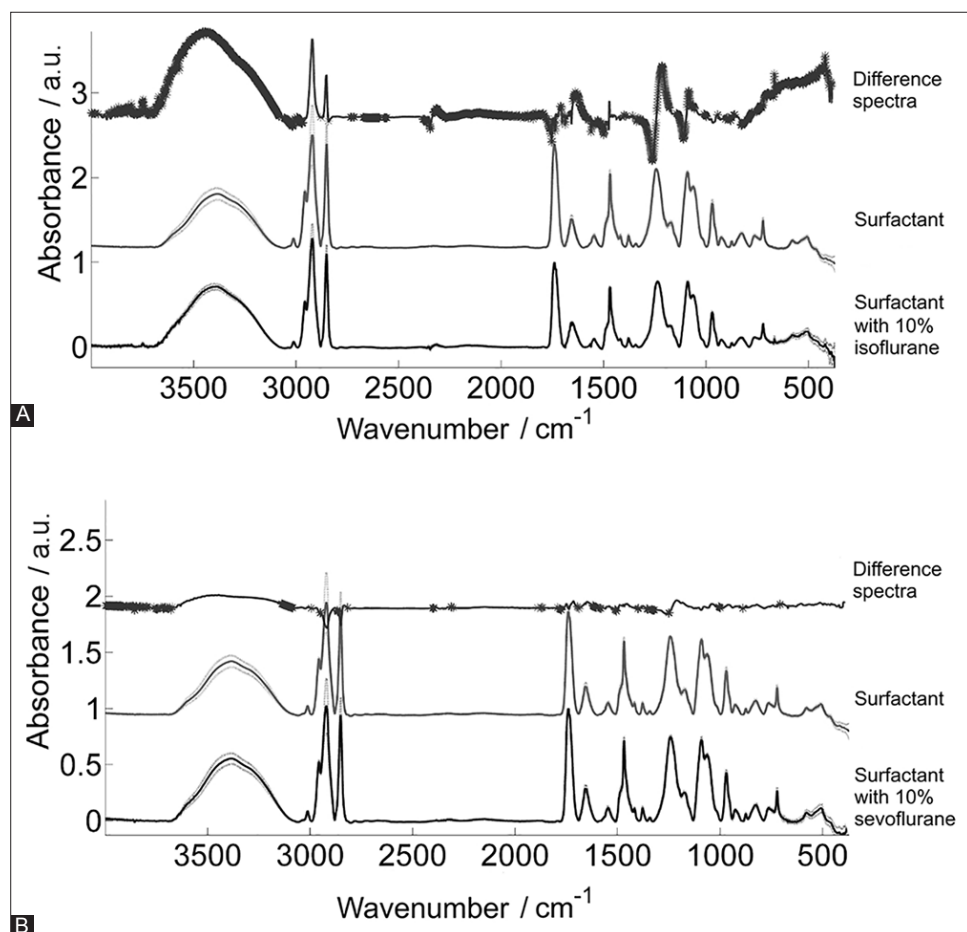 Difference
spectra
3
Absorbance / a.u.
2
Surfactant
1
Surfactant
with 10%
isoflurane
0
3500 3000 2500 2000 1500 1000 500
A
Wavenumber / cm-1
2.5
Difference
spectra
2
Absorbance / a.u.
1.5
Surfactant
1
Surfactant
with 10%
sevoflurane
0.5
0
3500 3000 2500 2000 1500 1000 500
Wavenumber / cm-1
B